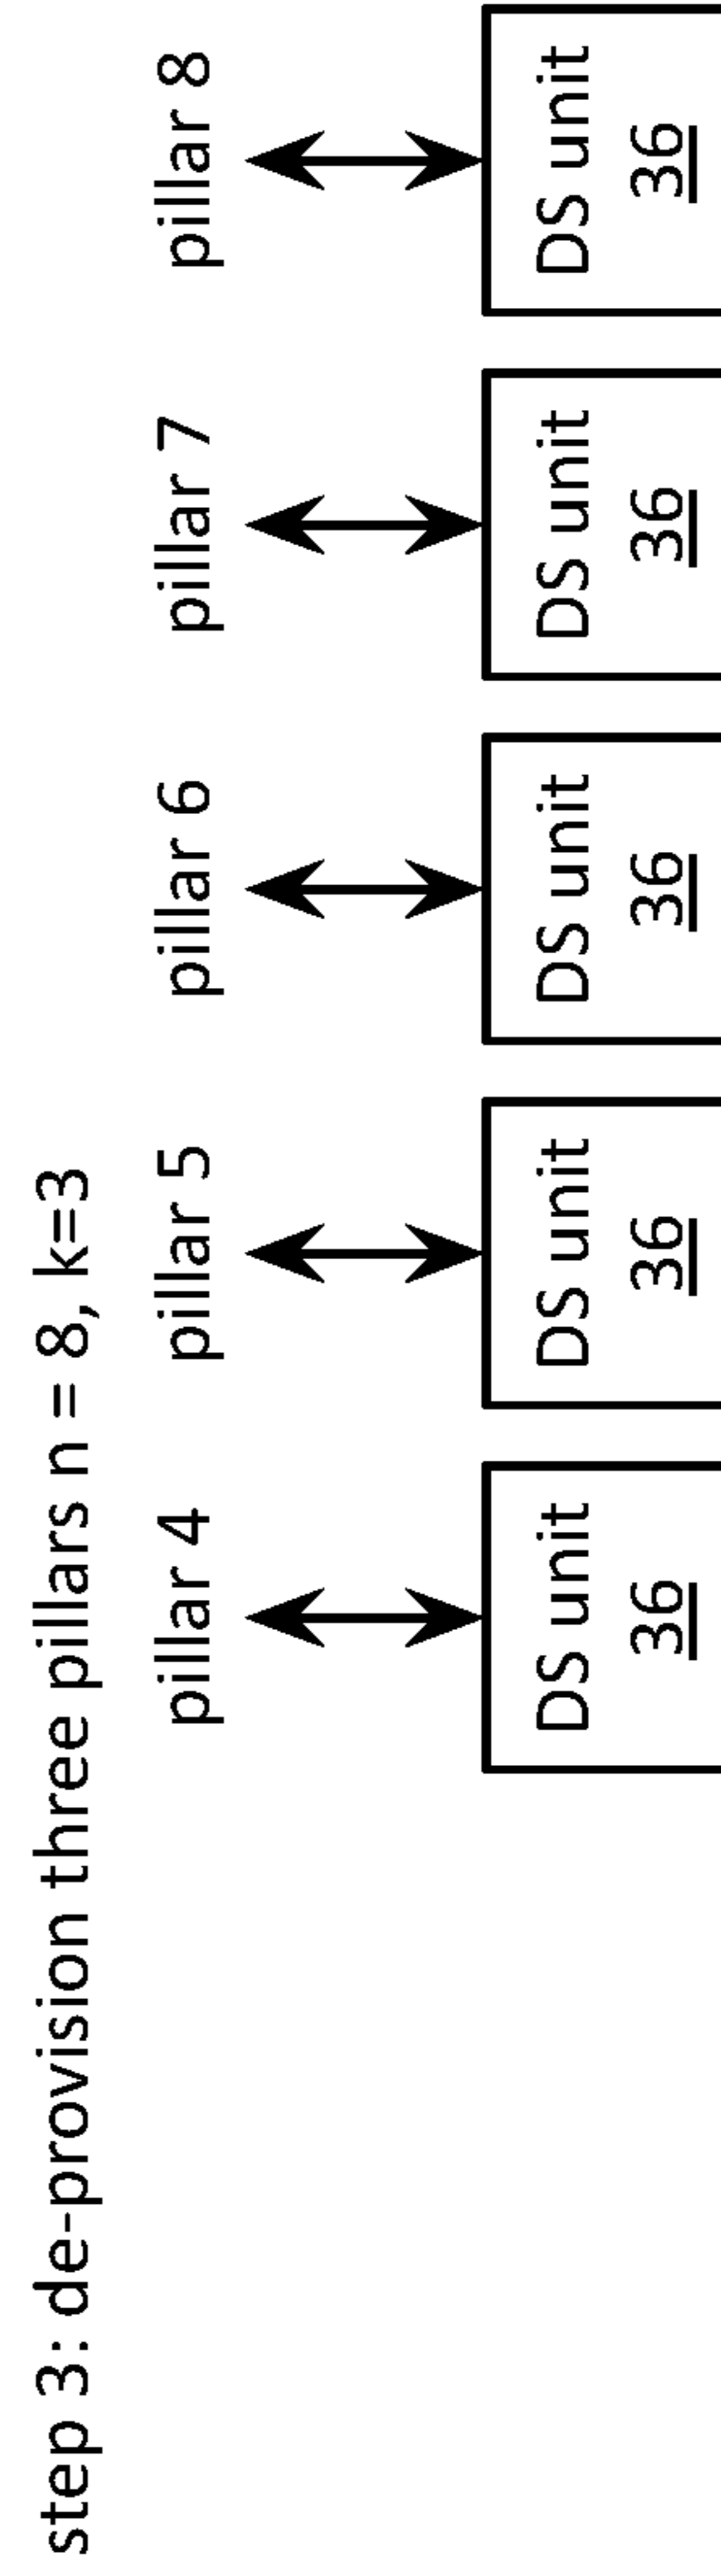 step 3: de-provision three pillars n = 8, k=3
pillar 4 pillar 5 pillar 6 pillar 7 pillar 8
DS unit DS unit DS unit DS unit DS unit
36 36 36 36 36